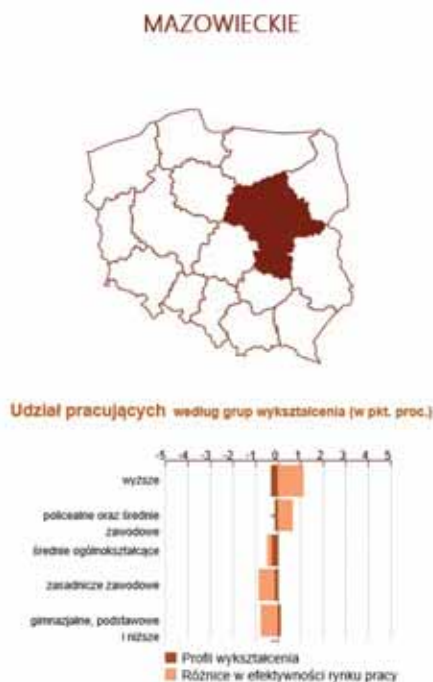 MAZOWIECKIE
Udział pracujących według grup wykształcenia (w pkt. proc.)
-5 -4 -3 -2 -1 0 1 2 3 4 5
wyższe
policealne oraz średnie
zawodowe
średnie ogólnokształcące
zasadnicze zawodowe
gimnazjalne, podstawowe
i niższe
Profil wykształcenia
Różnice w efektywności rynku pracy